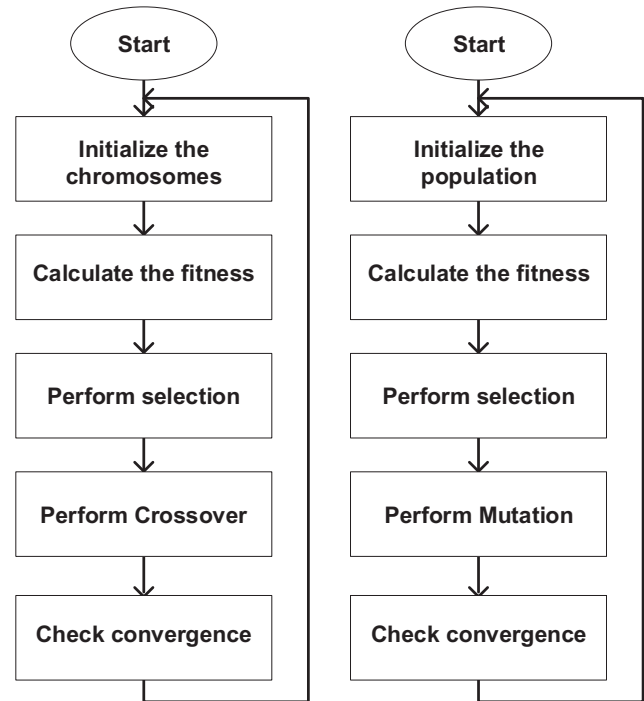 Start
Initialize the
chromosomes
Calculate the fitness
Perform selection
Perform Crossover
Check convergence
Start
Initialize the
population
Calculate the fitness
Perform selection
Perform Mutation
Check convergence